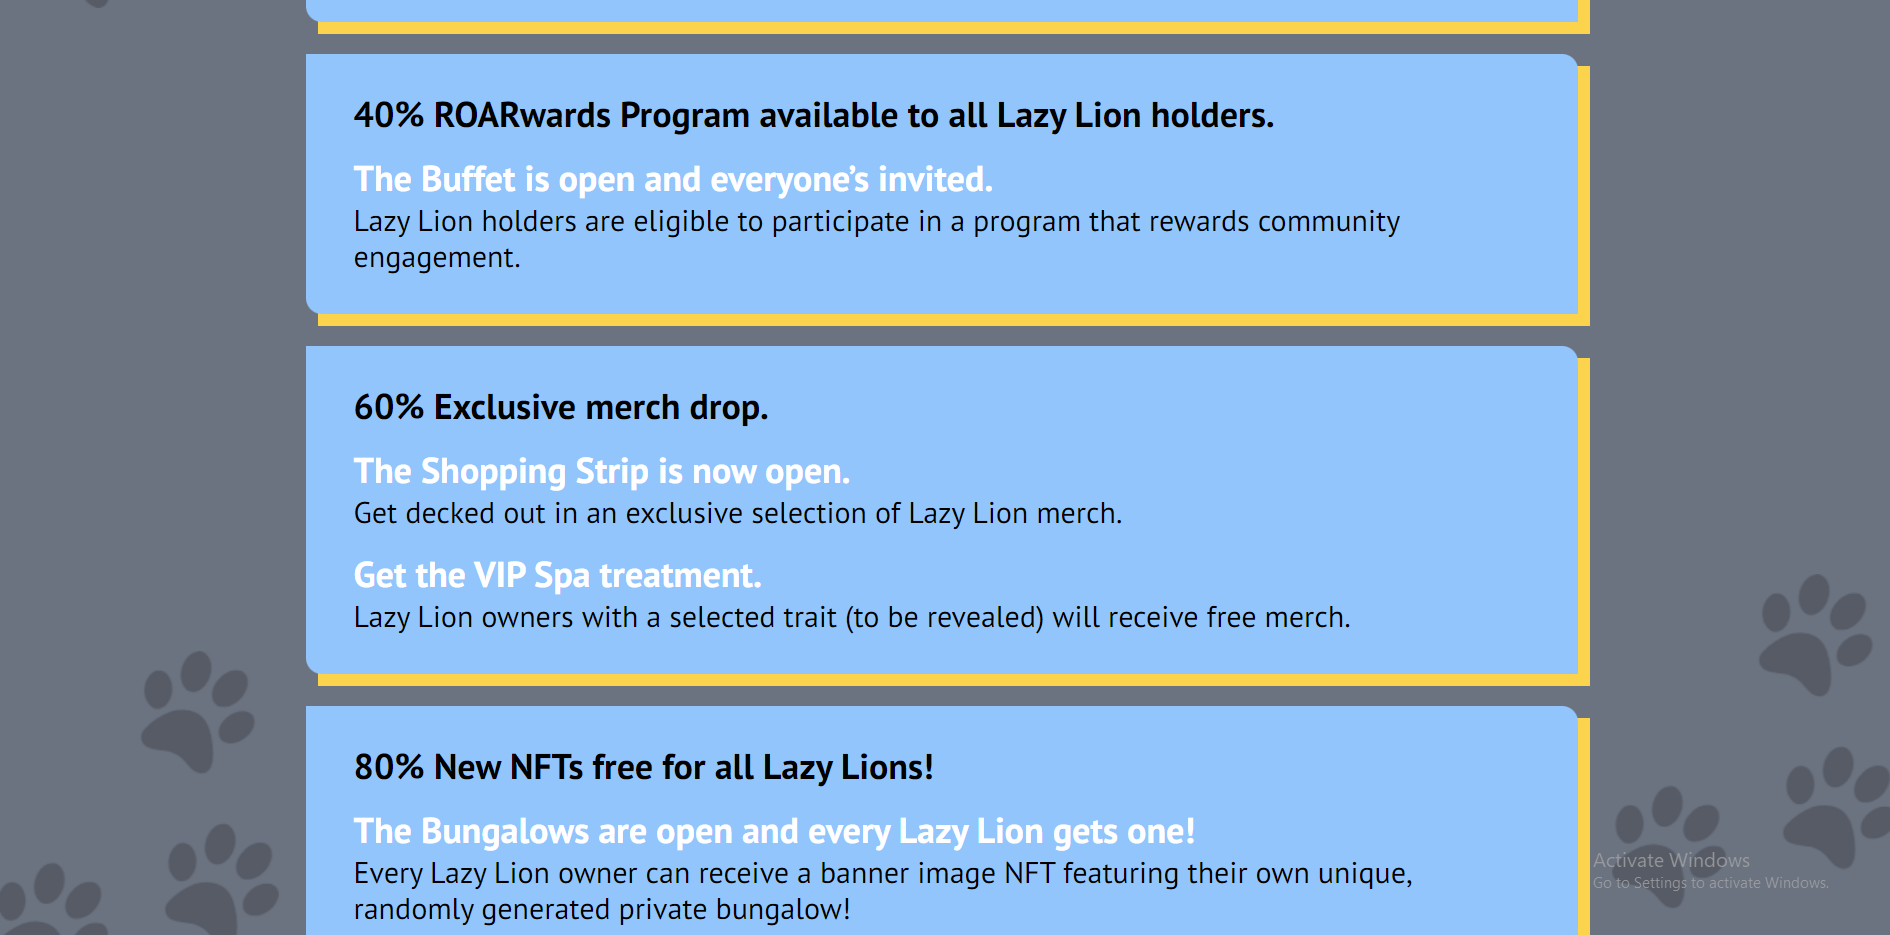 40% ROARwards Program available to all Lazy Lion holders.
The Buffet is open and everyone’s invited.
Lazy Lion holders are eligible to participate in a program that rewards community
engagement.
60% Exclusive merch drop.
The Shopping Strip is now open.
Get decked out in an exclusive selection of Lazy Lion merch.
Get the VIP Spa treatment.
Lazy Lion owners with a selected trait (to be revealed) will receive free merch.
80% New NFTs free for all Lazy Lions!
The Bungalows are open and every Lazy Lion gets one!
Every Lazy Lion owner can receive a banner image NFT featuring their own unique,
randomly generated private bungalow!
Activate Windows
Go to Settings to activate Windows.